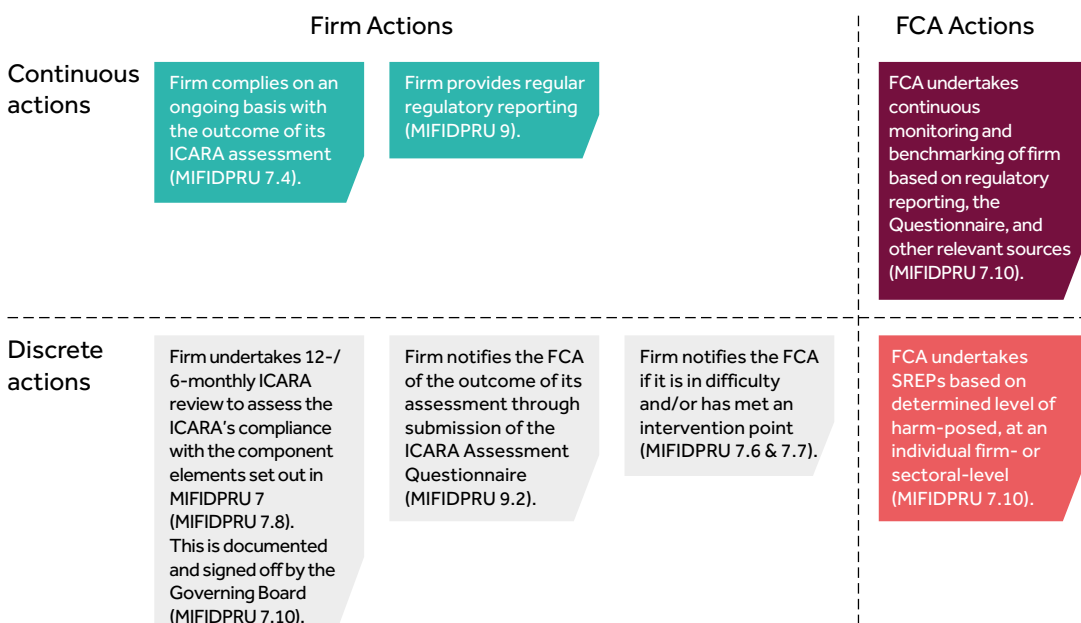 Firm Actions
FCA Actions
Continuous
actions
Firm complies on an
ongoing basis with
the outcome of its
ICARA assessment
(MIFIDPRU 7.4).
Firm provides regular
regulatory reporting
(MIFIDPRU 9).
FCA undertakes
continuous
monitoring and
benchmarking of firm
based on regulatory
reporting, the
Questionnaire, and
other relevant sources
(MIFIDPRU 7.10).
Discrete
actions
Firm undertakes 12-/
6-monthly ICARA
review to assess the
ICARA's compliance
with the component
elements set out in
MIFIDPRU 7
(MIFIDPRU 7.8).
This is documented
and signed off by the
Governing Board
(MIFIDPRU 7.10).
Firm notifies the FCA
of the outcome of its
assessment through
submission of the
ICARA Assessment
Questionnaire
(MIFIDPRU 9.2).
Firm notifies the FCA
if it is in difficulty
and/or has met an
intervention point
(MIFIDPRU 7.6 & 7.7).
FCA undertakes
SREPs based on
determined level of
harm-posed, at an
individual firm- or
sectoral-level
(MIFIDPRU 7.10).